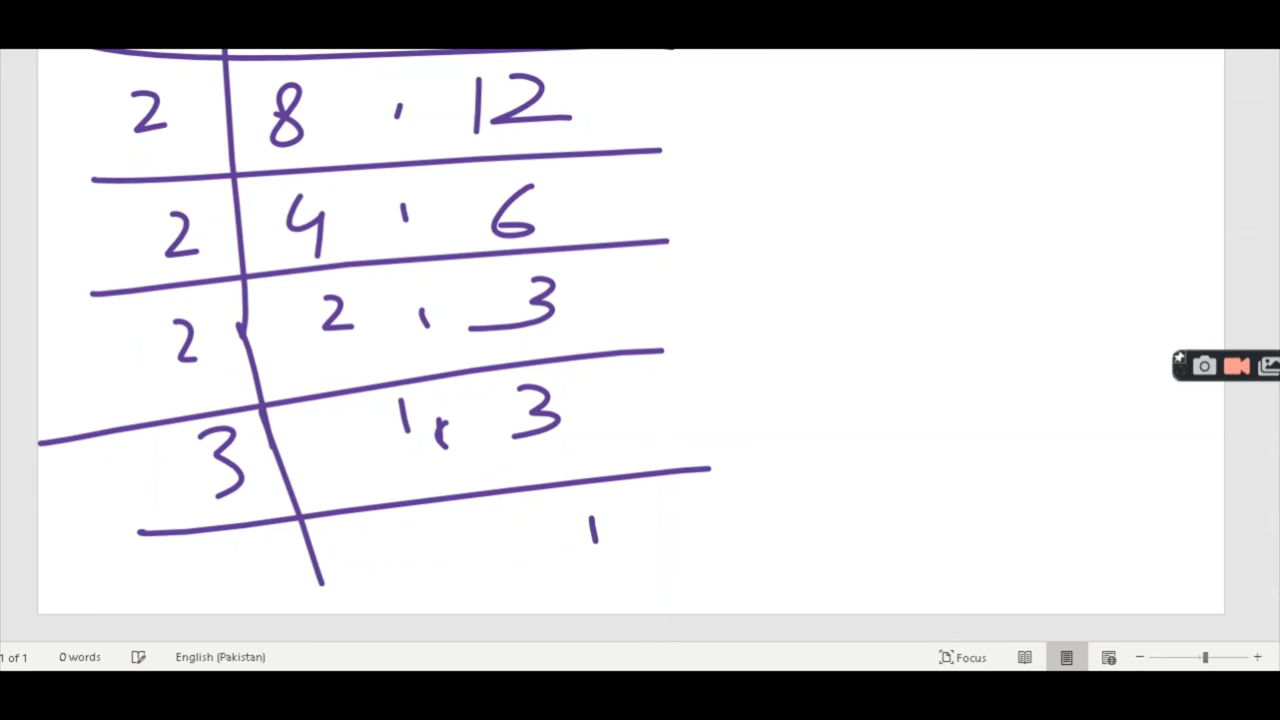 2 8 , 12
2 4 , 6
2 2 , 3
3 1 , 3
1
1 of 1 0 words English (Pakistan) Focus